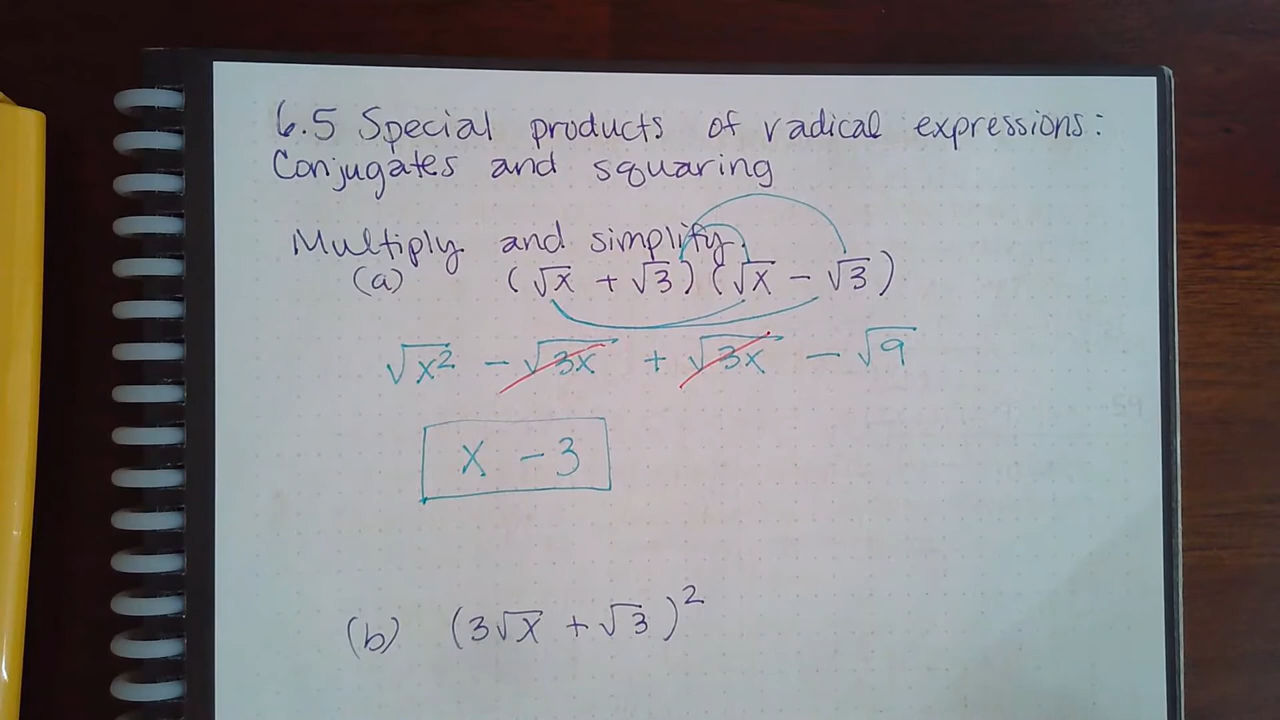 6.5 Special products of radical expressions:
Conjugates and squaring
Multiply and simplify.
(a) (√x + √3)(√x − √3)
√x² − √3x + √3x − √9
x − 3
(b) (3√x + √3)²